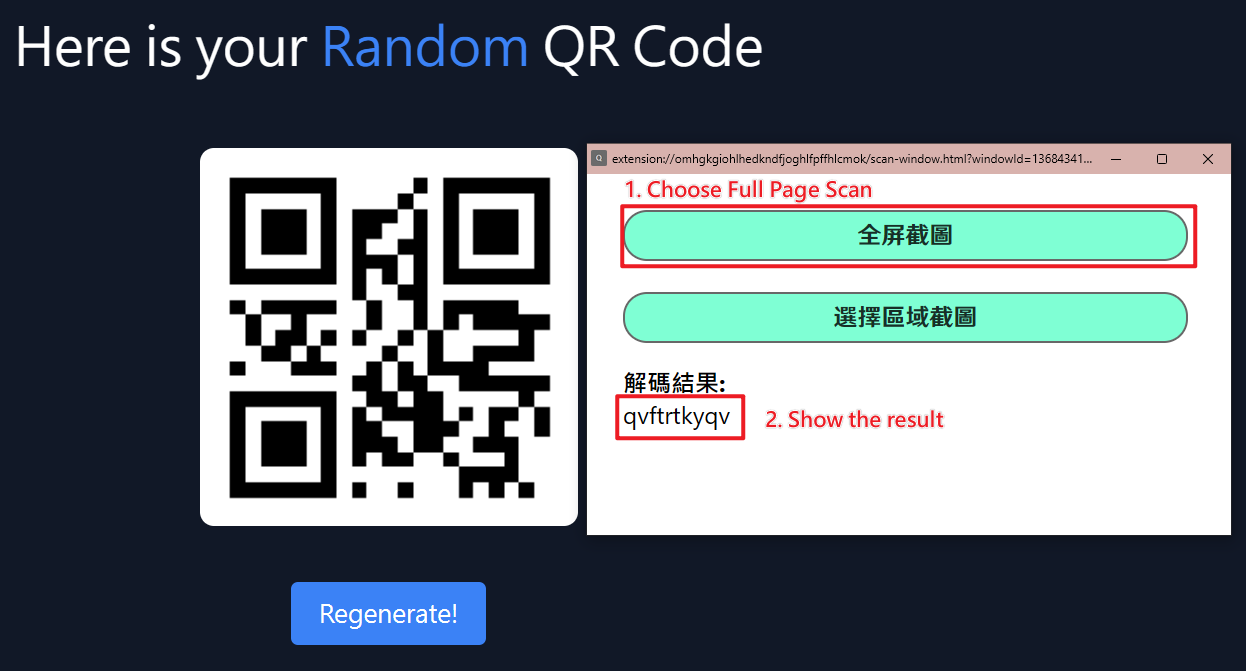 Here is your Random QR Code
extension://omhgkgiohlhedkndfjoghlfpffhlcmok/scan-window.html?windowId=13684341...
1. Choose Full Page Scan
全屏截圖
選擇區域截圖
解碼結果:
qvftrtkyqv
2. Show the result
Regenerate!